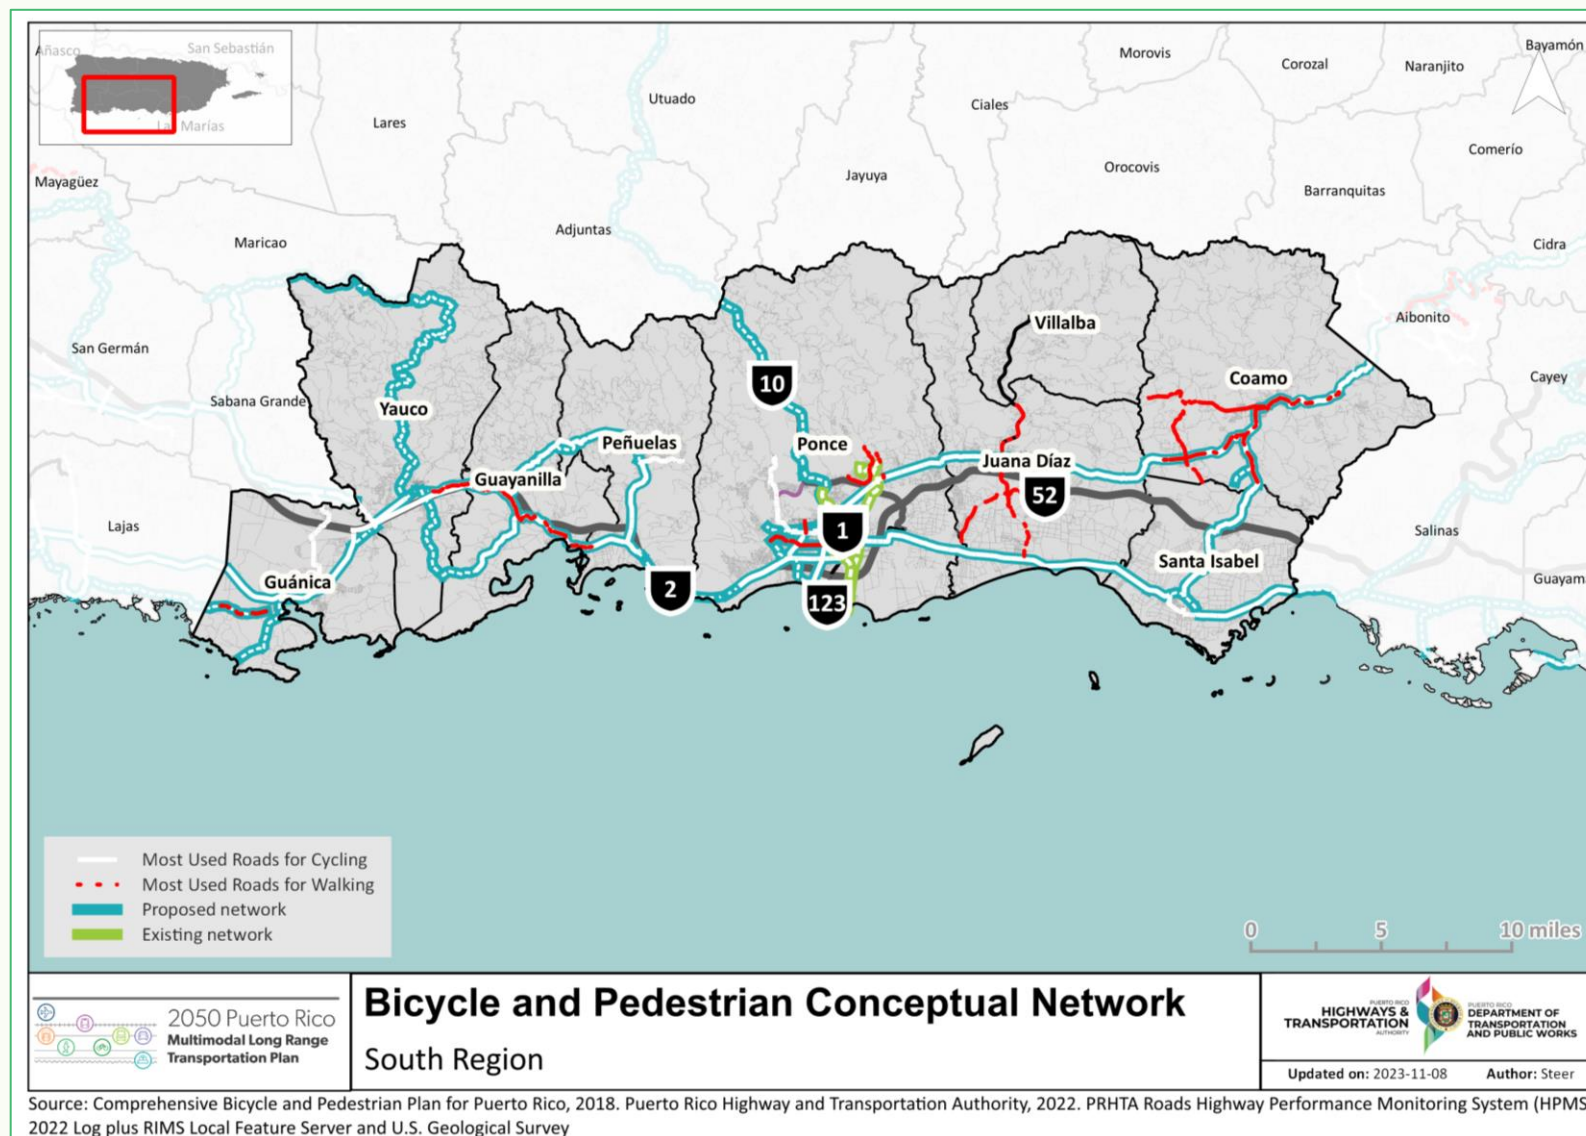 Añasco
San Sebastián
Las Marías
Mayagüez
Lares
Utuado
Morovis
Corozal
Naranjito
Bayamón
Ciales
Jayuya
Orocovis
Comerío
Barranquitas
Maricao
Adjuntas
Cidra
San Germán
Sabana Grande
Villalba
Aibonito
Cayey
10
Coamo
Yauco
Peñuelas
Ponce
Guayanilla
Juana Díaz
52
Lajas
1
Salinas
Guánica
Santa Isabel
Guayam
2
123
Most Used Roads for Cycling
Most Used Roads for Walking
Proposed network
Existing network
0 5 10 miles
2050 Puerto Rico
Multimodal Long Range
Transportation Plan
Bicycle and Pedestrian Conceptual Network
South Region
PUERTO RICO
HIGHWAYS &
TRANSPORTATION
AUTHORITY
PUERTO RICO
DEPARTMENT OF
TRANSPORTATION
AND PUBLIC WORKS
Updated on: 2023-11-08 Author: Steer
Source: Comprehensive Bicycle and Pedestrian Plan for Puerto Rico, 2018. Puerto Rico Highway and Transportation Authority, 2022. PRHTA Roads Highway Performance Monitoring System (HPMS
2022 Log plus RIMS Local Feature Server and U.S. Geological Survey